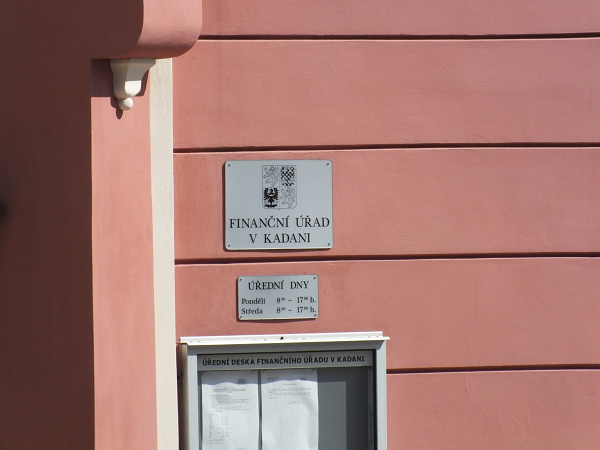 FINANČNÍ ÚŘAD
V KADANI
ÚŘEDNÍ DNY
Pondělí 8⁰⁰ – 17⁰⁰ h.
Středa 8⁰⁰ – 17⁰⁰ h.
ÚŘEDNÍ DESKA FINANČNÍHO ÚŘADU V KADANI